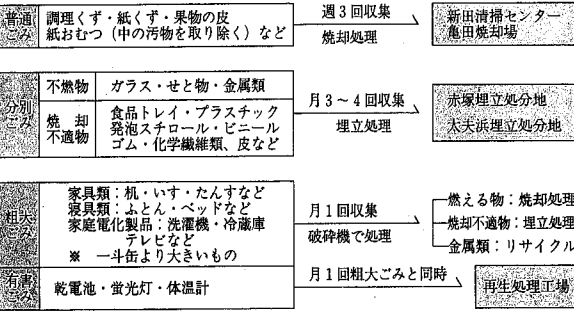 普通ごみ
調理くず・紙くず・果物の皮
紙おむつ（中の汚物を取り除く）など
週3回収集
焼却処理
新田清掃センター
亀田焼却場
分別ごみ
不燃物
ガラス・せと物・金属類
焼却不適物
食品トレイ・プラスチック
発泡スチロール・ビニール
ゴム・化学繊維類、皮など
月3～4回収集
埋立処理
赤塚埋立処分地
太夫浜埋立処分地
粗大ごみ
家具類：机・いす・たんすなど
寝具類：ふとん・ベッドなど
家庭電化製品：洗濯機・冷蔵庫
テレビなど
※ 一斗缶より大きいもの
月1回収集
破砕機で処理
燃える物：焼却処理
焼却不適物：埋立処理
金属類：リサイクル
有害ごみ
乾電池・蛍光灯・体温計
月1回粗大ごみと同時
再生処理工場